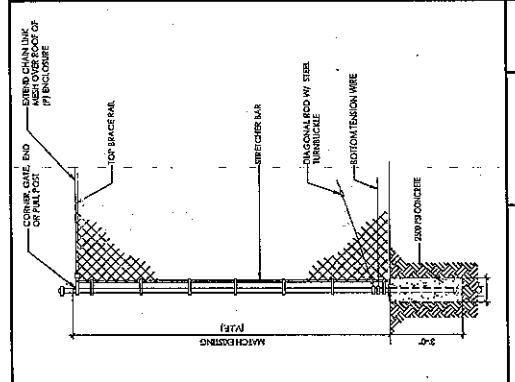 CORNER, GATE, END
OR PULL POST
EXTEND CHAIN LINK
MESH OVER ROOF OF
(P) ENCLOSURE
TOP BRACE RAIL
STRETCHER BAR
DIAGONAL ROD W/ STEEL
TURNBUCKLE
BOTTOM TENSION WIRE
2500 PSI CONCRETE
MATCH EXISTING
(V.I.F.)
3'-0"